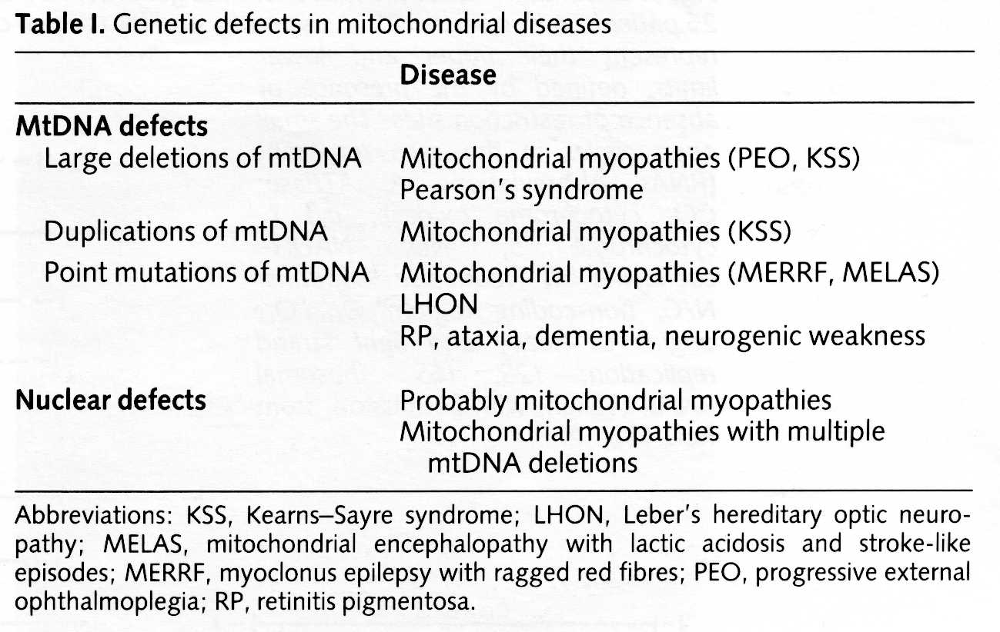 Table I. Genetic defects in mitochondrial diseases
Disease
MtDNA defects
Large deletions of mtDNA Mitochondrial myopathies (PEO, KSS)
Pearson's syndrome
Duplications of mtDNA Mitochondrial myopathies (KSS)
Point mutations of mtDNA Mitochondrial myopathies (MERRF, MELAS)
LHON
RP, ataxia, dementia, neurogenic weakness
Nuclear defects Probably mitochondrial myopathies
Mitochondrial myopathies with multiple
mtDNA deletions
Abbreviations: KSS, Kearns–Sayre syndrome; LHON, Leber's hereditary optic neuro-
pathy; MELAS, mitochondrial encephalopathy with lactic acidosis and stroke-like
episodes; MERRF, myoclonus epilepsy with ragged red fibres; PEO, progressive external
ophthalmoplegia; RP, retinitis pigmentosa.